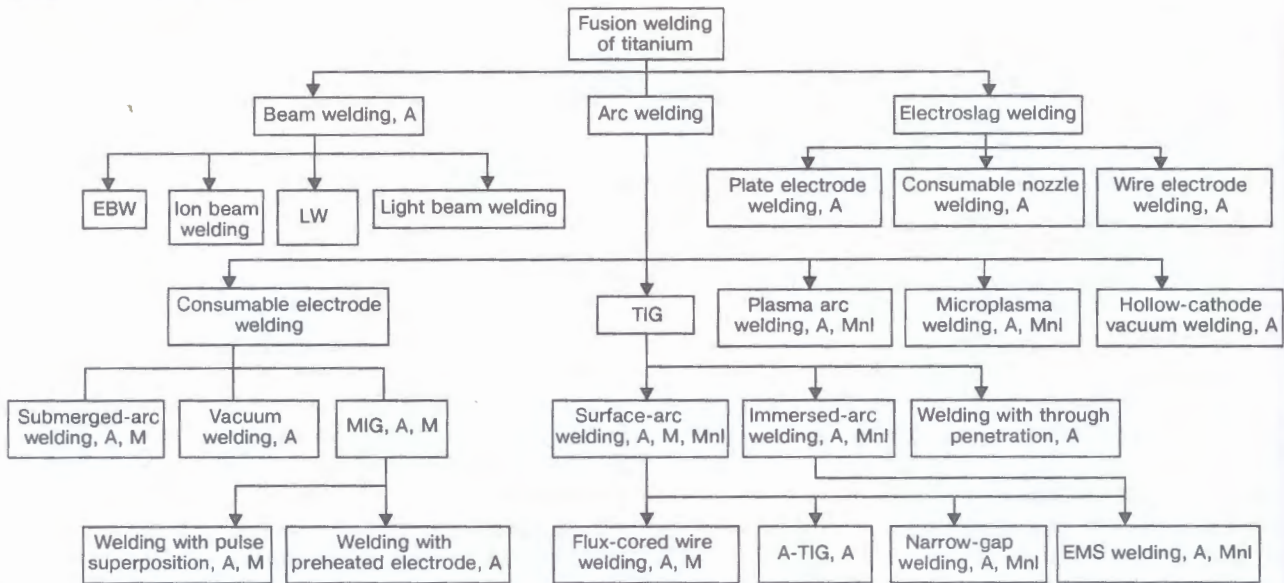 Fusion welding
of titanium
Beam welding, A
Arc welding
Electroslag welding
EBW
Ion beam
welding
LW
Light beam welding
Plate electrode
welding, A
Consumable nozzle
welding, A
Wire electrode
welding, A
Consumable electrode
welding
TIG
Plasma arc
welding, A, Mnl
Microplasma
welding, A, Mnl
Hollow-cathode
vacuum welding, A
Submerged-arc
welding, A, M
Vacuum
welding, A
MIG, A, M
Surface-arc
welding, A, M, Mnl
Immersed-arc
welding, A, Mnl
Welding with through
penetration, A
Welding with pulse
superposition, A, M
Welding with
preheated electrode, A
Flux-cored wire
welding, A, M
A-TIG, A
Narrow-gap
welding, A, Mnl
EMS welding, A, Mnl